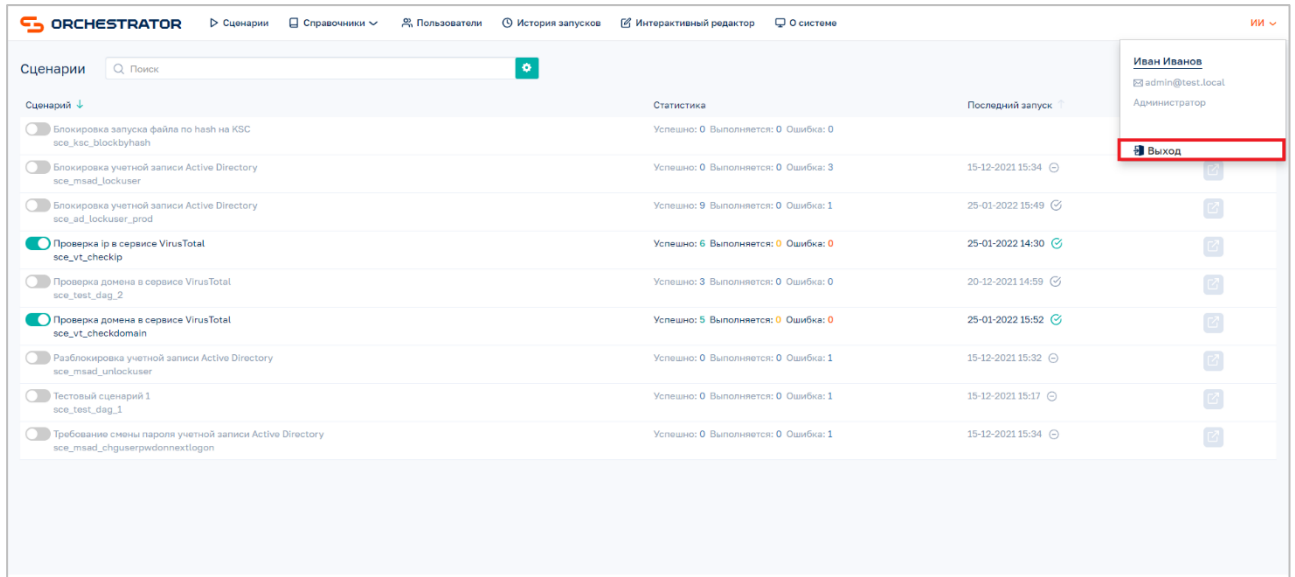 ORCHESTRATOR Сценарии Справочники Пользователи История запусков Интерактивный редактор О системе ИИ
Сценарии Поиск
Иван Иванов
admin@test.local
Администратор
Выход
Сценарий Статистика Последний запуск
Блокировка запуска файла по hash на KSC Успешно: 0 Выполняется: 0 Ошибка: 0
sce_ksc_blockbyhash
Блокировка учетной записи Active Directory Успешно: 0 Выполняется: 0 Ошибка: 3 15-12-2021 15:34
sce_msad_lockuser
Блокировка учетной записи Active Directory Успешно: 9 Выполняется: 0 Ошибка: 1 25-01-2022 15:49
sce_ad_lockuser_prod
Проверка ip в сервисе VirusTotal Успешно: 6 Выполняется: 0 Ошибка: 0 25-01-2022 14:30
sce_vt_checkip
Проверка домена в сервисе VirusTotal Успешно: 3 Выполняется: 0 Ошибка: 0 20-12-2021 14:59
sce_test_dag_2
Проверка домена в сервисе VirusTotal Успешно: 5 Выполняется: 0 Ошибка: 0 25-01-2022 15:52
sce_vt_checkdomain
Разблокировка учетной записи Active Directory Успешно: 0 Выполняется: 0 Ошибка: 1 15-12-2021 15:32
sce_msad_unlockuser
Тестовый сценарий 1 Успешно: 0 Выполняется: 0 Ошибка: 1 15-12-2021 15:17
sce_test_dag_1
Требование смены пароля учетной записи Active Directory Успешно: 0 Выполняется: 0 Ошибка: 1 15-12-2021 15:34
sce_msad_chguserpwdonnextlogon